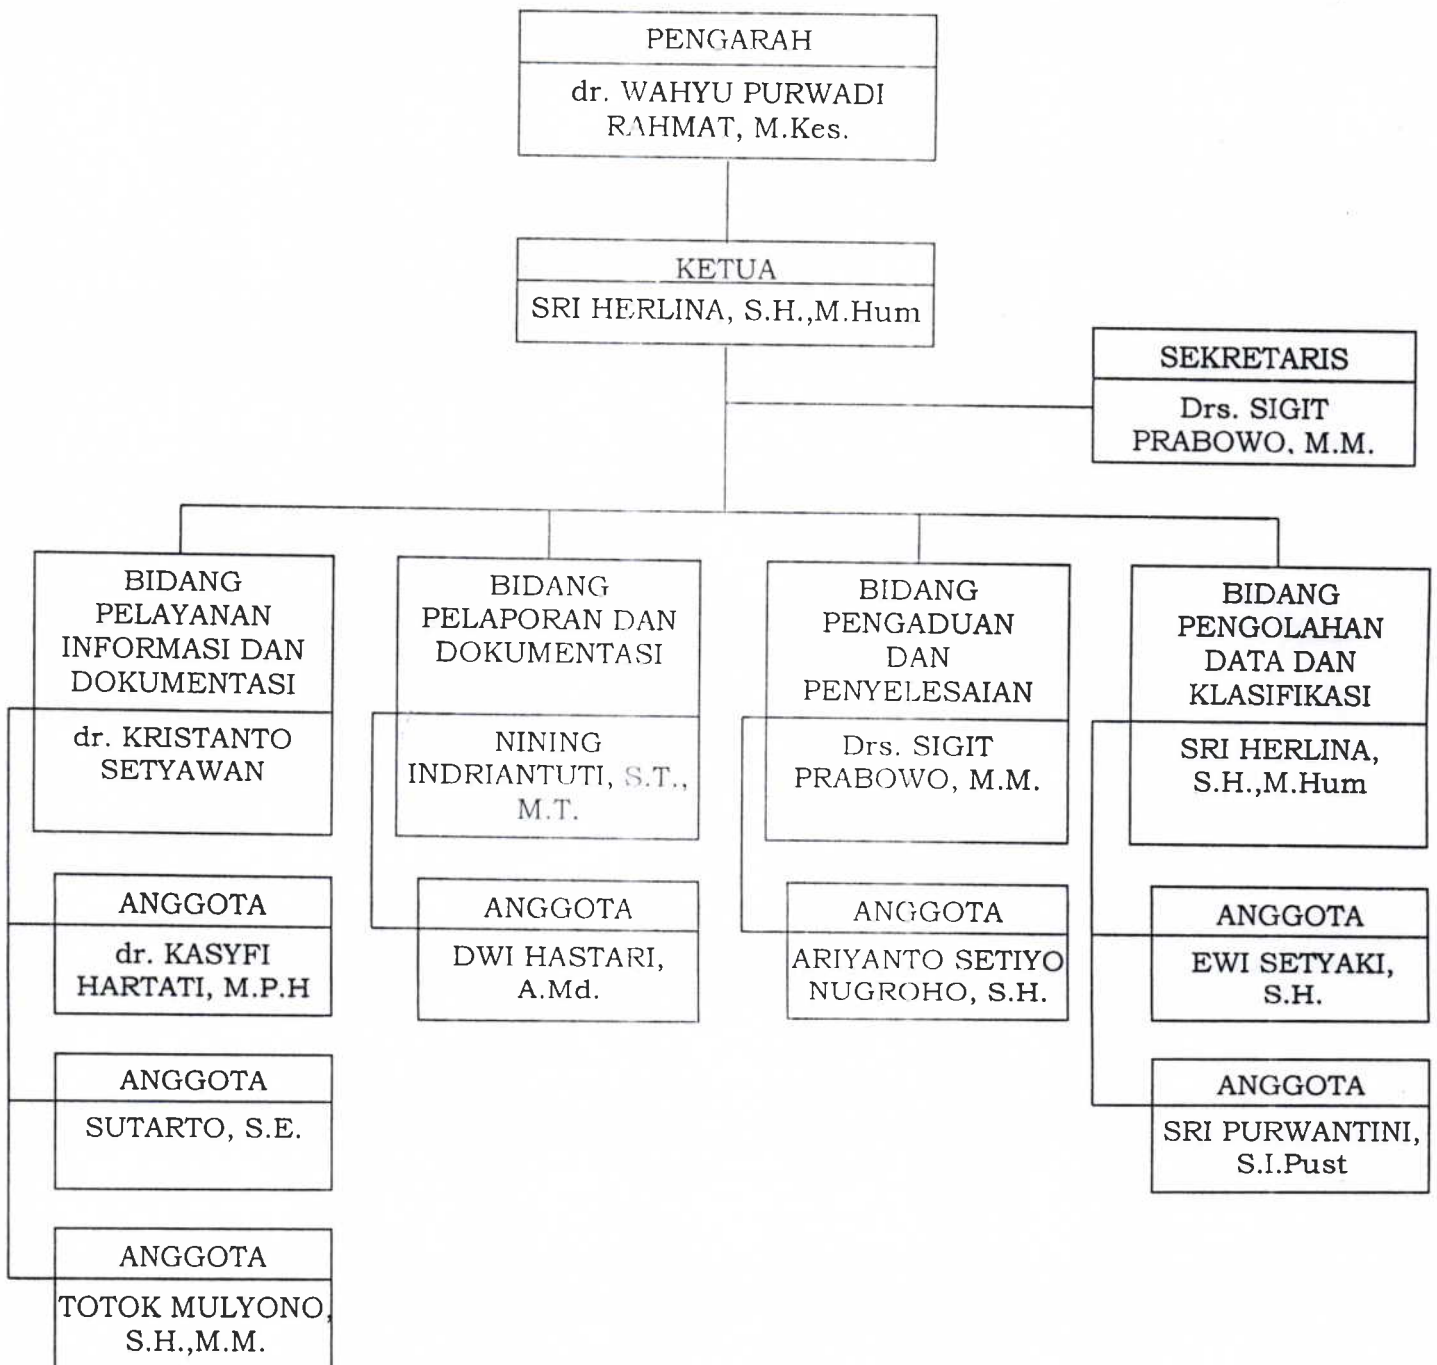 PENGARAH
dr. WAHYU PURWADI
RAHMAT, M.Kes.
KETUA
SRI HERLINA, S.H.,M.Hum
SEKRETARIS
Drs. SIGIT
PRABOWO, M.M.
BIDANG
PELAYANAN
INFORMASI DAN
DOKUMENTASI
dr. KRISTANTO
SETYAWAN
ANGGOTA
dr. KASYFI
HARTATI, M.P.H
ANGGOTA
SUTARTO, S.E.
ANGGOTA
TOTOK MULYONO,
S.H.,M.M.
BIDANG
PELAPORAN DAN
DOKUMENTASI
NINING
INDRIANTUTI, S.T.,
M.T.
ANGGOTA
DWI HASTARI,
A.Md.
BIDANG
PENGADUAN
DAN
PENYELESAIAN
Drs. SIGIT
PRABOWO, M.M.
ANGGOTA
ARIYANTO SETIYO
NUGROHO, S.H.
BIDANG
PENGOLAHAN
DATA DAN
KLASIFIKASI
SRI HERLINA,
S.H.,M.Hum
ANGGOTA
EWI SETYAKI,
S.H.
ANGGOTA
SRI PURWANTINI,
S.I.Pust